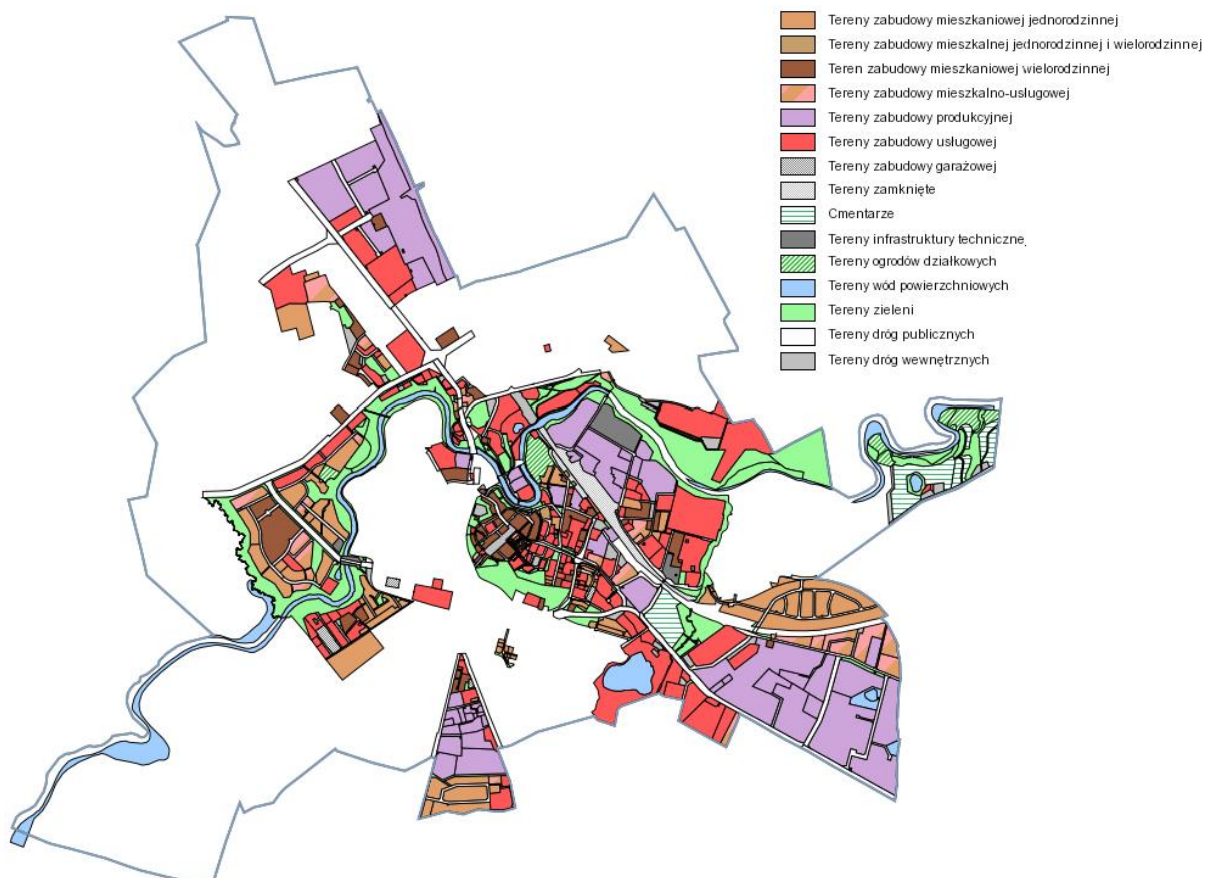 Tereny zabudowy mieszkaniowej jednorodzinnej
Tereny zabudowy mieszkalnej jednorodzinnej i wielorodzinnej
Teren zabudowy mieszkaniowej wielorodzinnej
Tereny zabudowy mieszkalno-usługowej
Tereny zabudowy produkcyjnej
Tereny zabudowy usługowej
Tereny zabudowy garażowej
Tereny zamknięte
Cmentarze
Tereny infrastruktury techniczne,
Tereny ogrodów działkowych
Tereny wód powierzchniowych
Tereny zieleni
Tereny dróg publicznych
Tereny dróg wewnętrznych